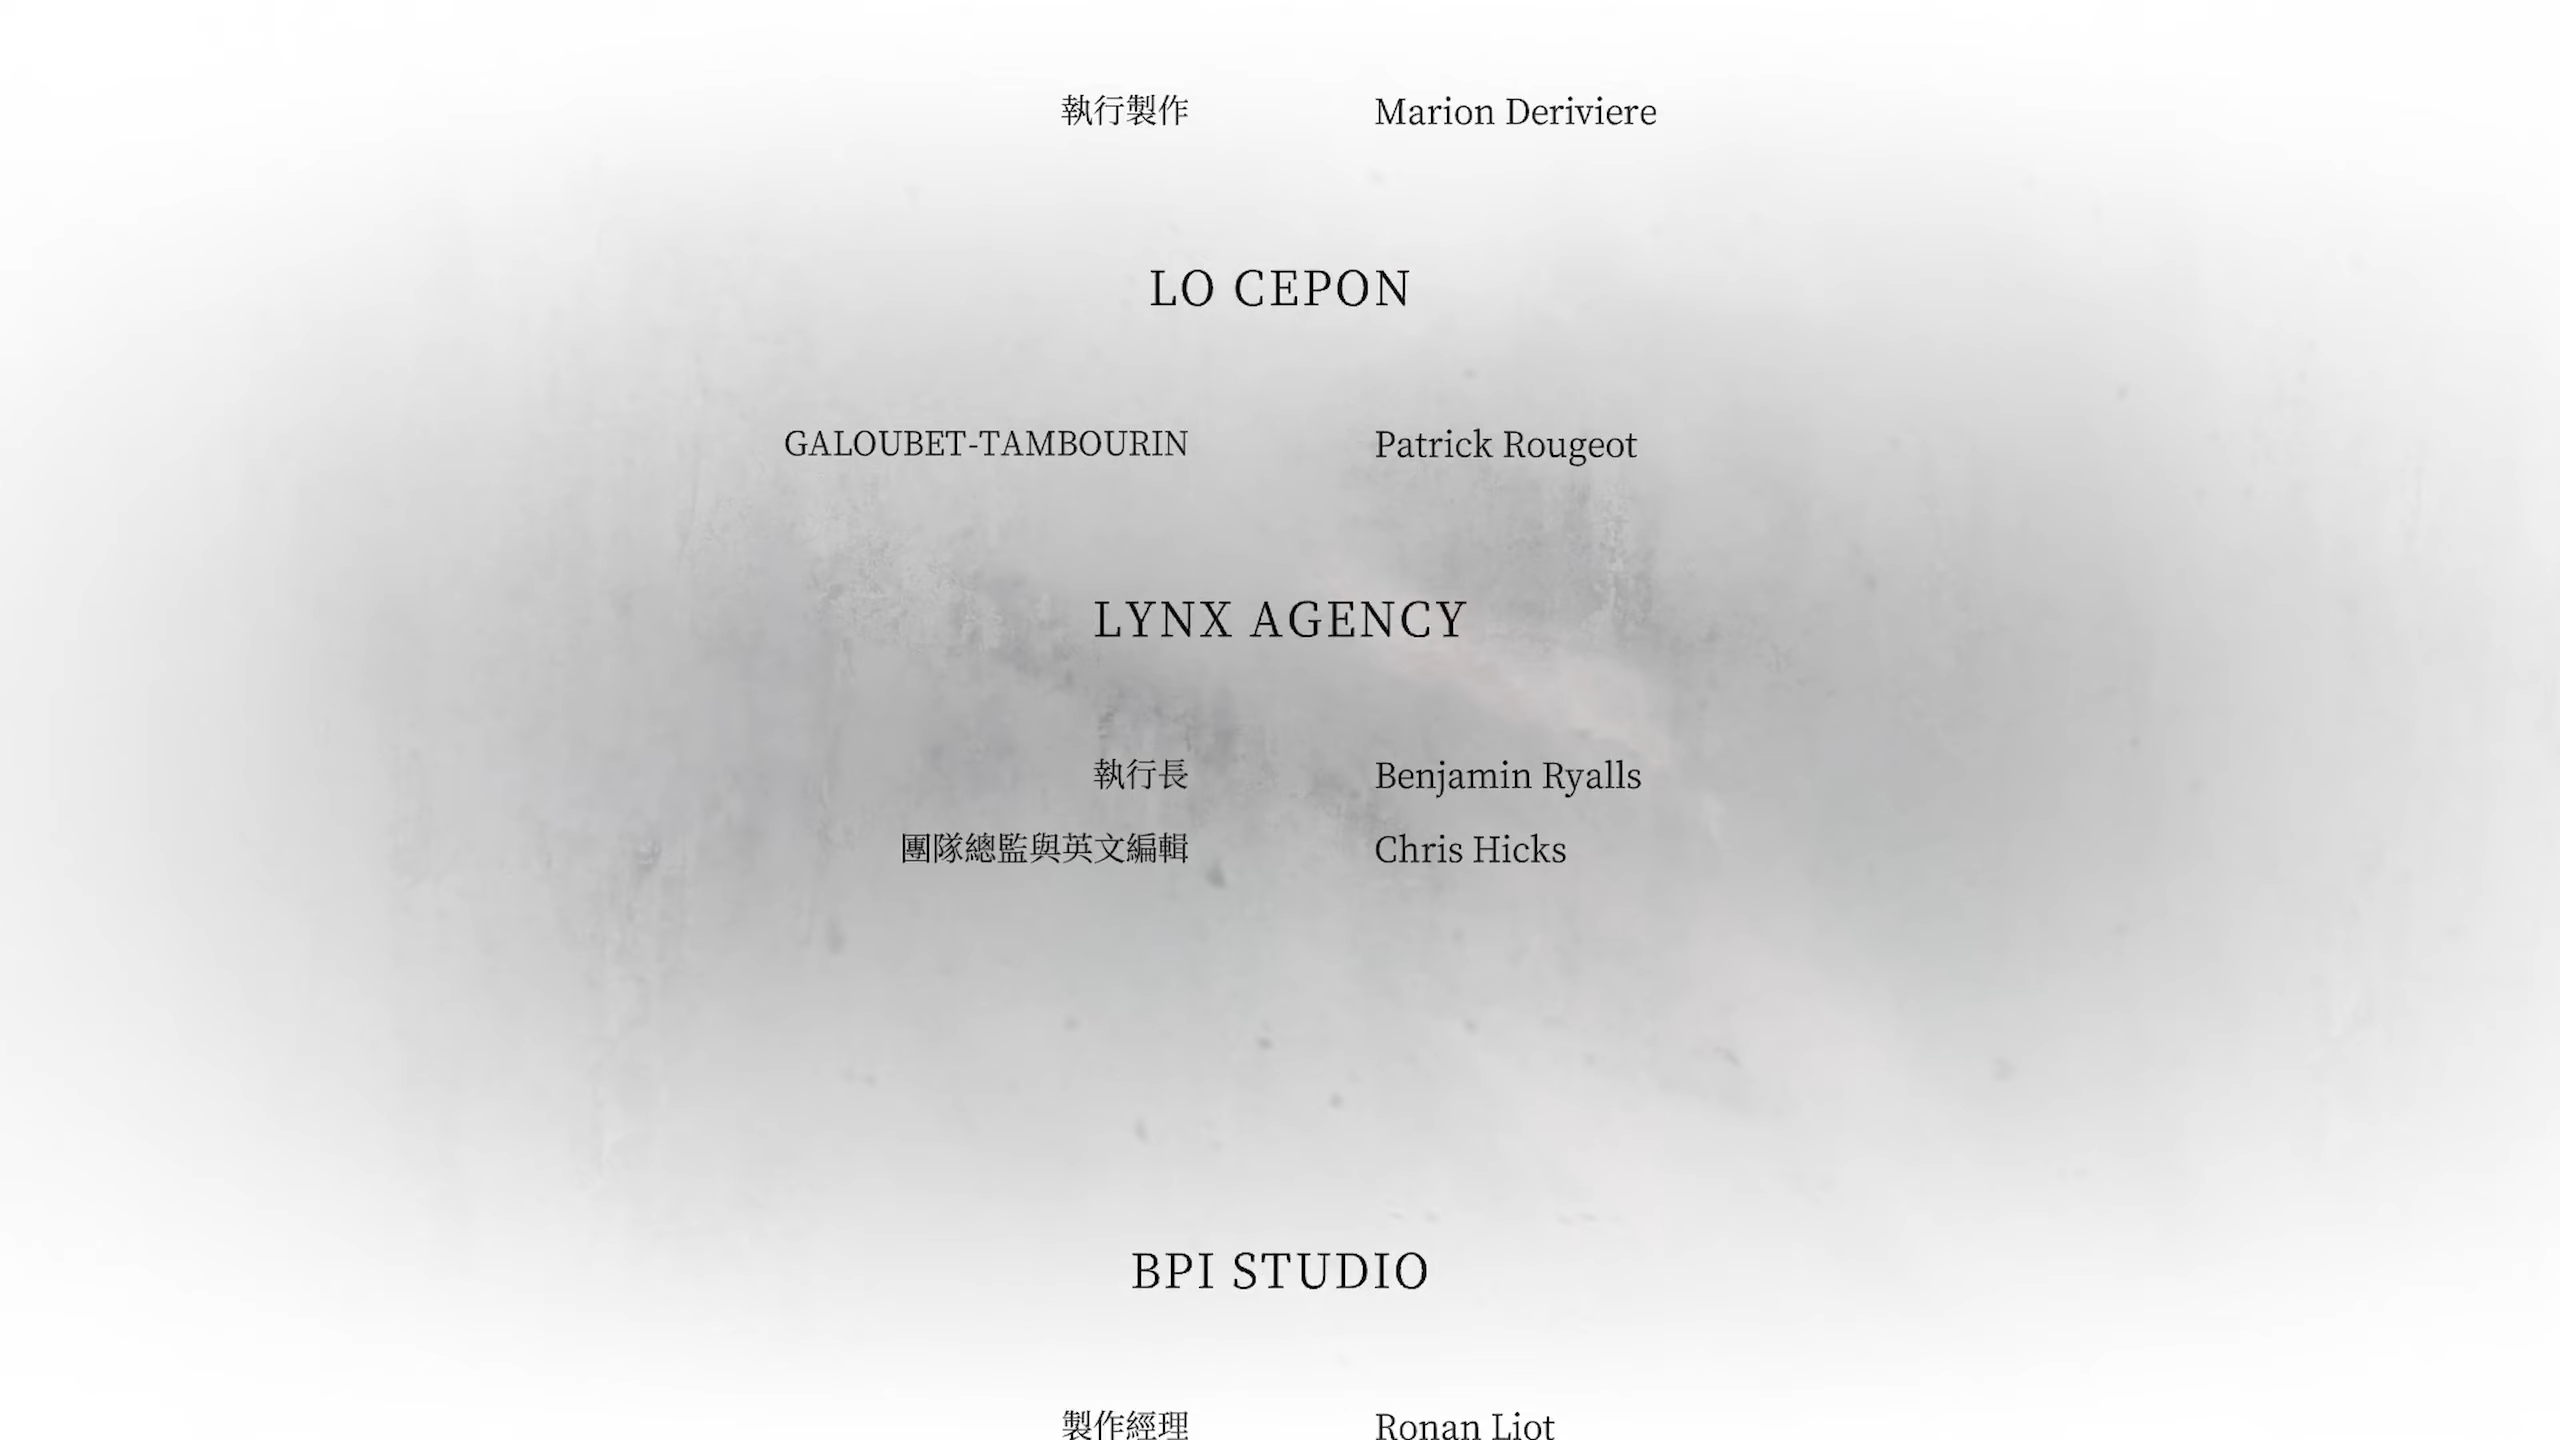 執行製作 Marion Deriviere
LO CEPON
GALOUBET-TAMBOURIN Patrick Rougeot
LYNX AGENCY
執行長 Benjamin Ryalls
團隊總監與英文編輯 Chris Hicks
BPI STUDIO
製作經理 Ronan Liot